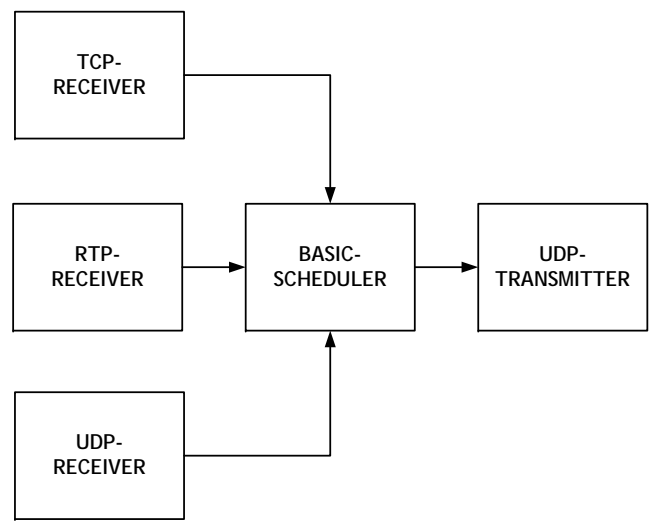 TCP-
RECEIVER
RTP-
RECEIVER
BASIC-
SCHEDULER
UDP-
TRANSMITTER
UDP-
RECEIVER